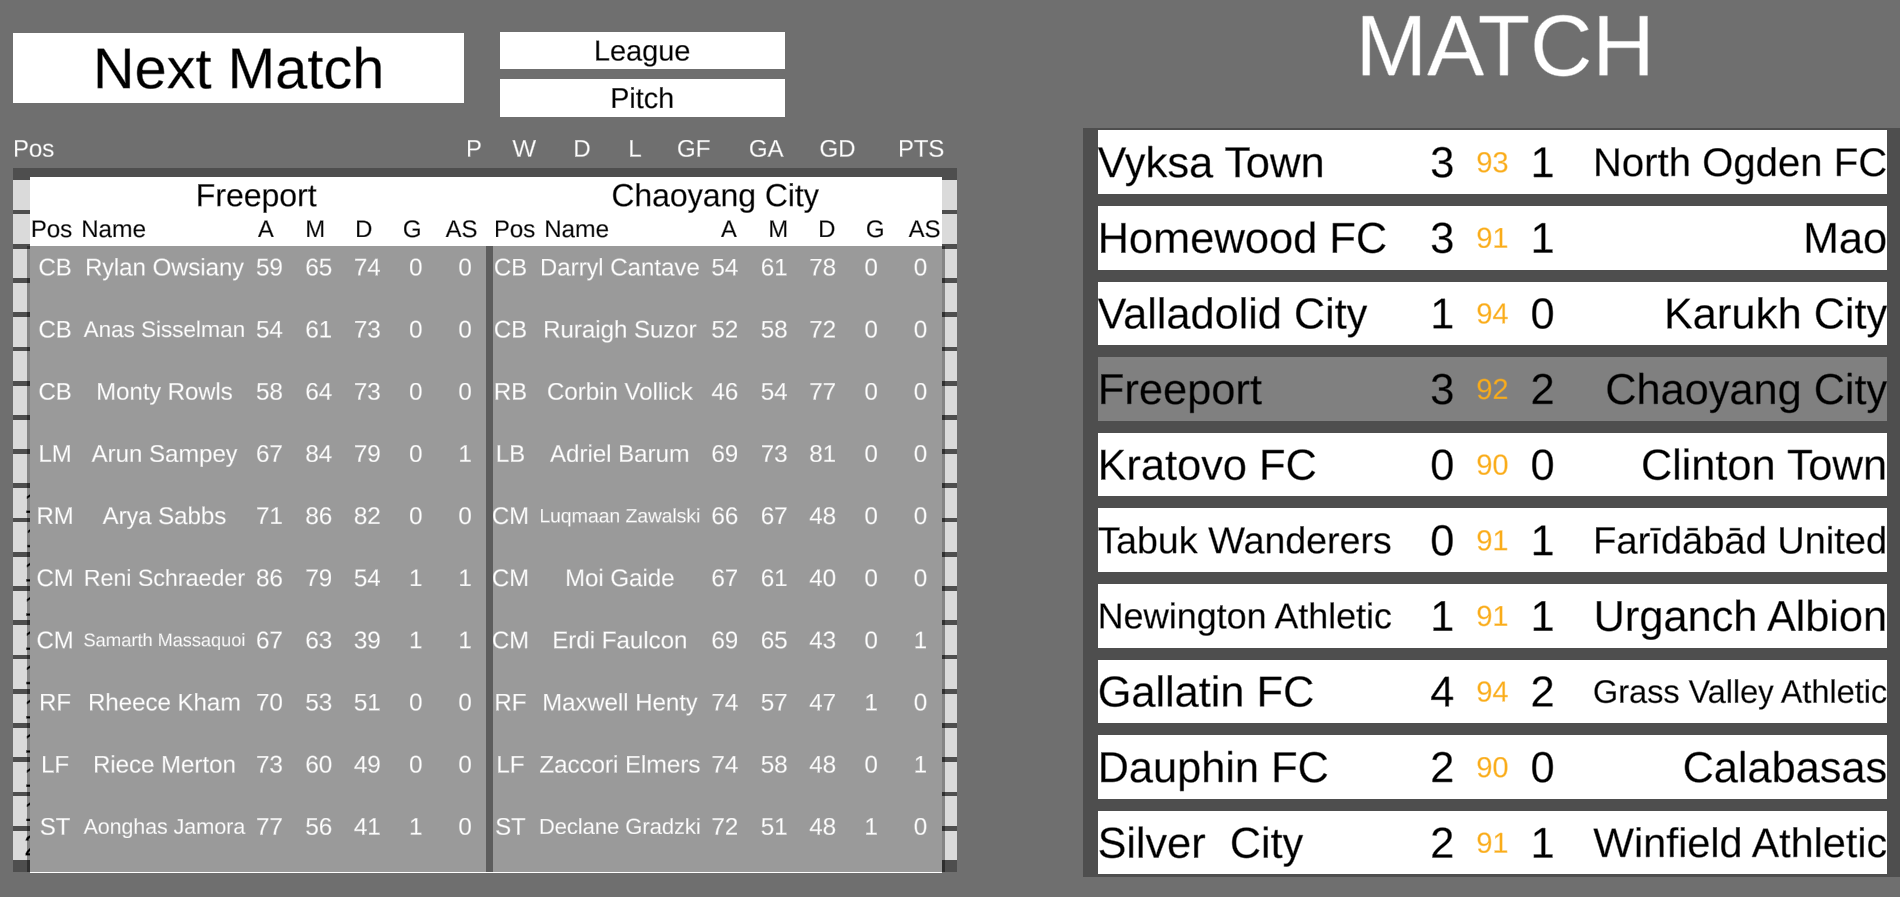 Next Match
League
Pitch
Pos P W D L GF GA GD PTS
Freeport Chaoyang City
Pos Name A M D G AS Pos Name A M D G AS
CB Rylan Owsiany 59 65 74 0 0 CB Darryl Cantave 54 61 78 0 0
CB Anas Sisselman 54 61 73 0 0 CB Ruraigh Suzor 52 58 72 0 0
CB Monty Rowls 58 64 73 0 0 RB Corbin Vollick 46 54 77 0 0
LM Arun Sampey 67 84 79 0 1 LB Adriel Barum 69 73 81 0 0
RM Arya Sabbs 71 86 82 0 0 CM Luqmaan Zawalski 66 67 48 0 0
CM Reni Schraeder 86 79 54 1 1 CM Moi Gaide 67 61 40 0 0
CM Samarth Massaquoi 67 63 39 1 1 CM Erdi Faulcon 69 65 43 0 1
RF Rheece Kham 70 53 51 0 0 RF Maxwell Henty 74 57 47 1 0
LF Riece Merton 73 60 49 0 0 LF Zaccori Elmers 74 58 48 0 1
ST Aonghas Jamora 77 56 41 1 0 ST Declane Gradzki 72 51 48 1 0
MATCH
Vyksa Town 3 93 1 North Ogden FC
Homewood FC 3 91 1 Mao
Valladolid City 1 94 0 Karukh City
Freeport 3 92 2 Chaoyang City
Kratovo FC 0 90 0 Clinton Town
Tabuk Wanderers 0 91 1 Farīdābād United
Newington Athletic 1 91 1 Urganch Albion
Gallatin FC 4 94 2 Grass Valley Athletic
Dauphin FC 2 90 0 Calabasas
Silver  City 2 91 1 Winfield Athletic